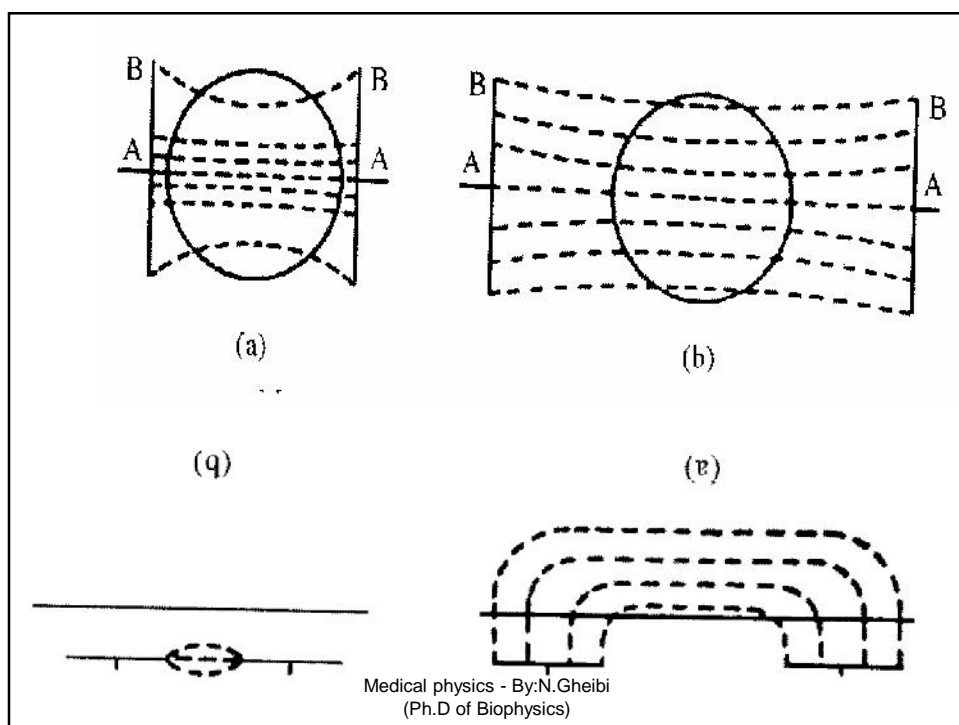 B B
A A
(a)
B
A A
(b)
(b)
(a)
Medical physics - By:N.Gheibi
(Ph.D of Biophysics)